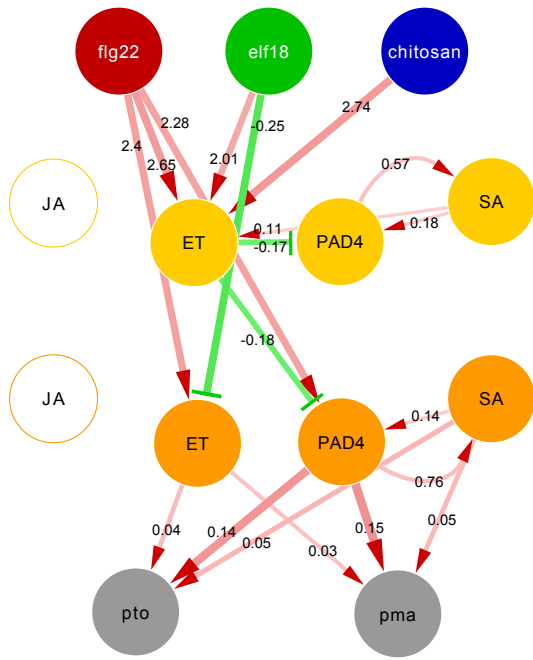 flg22
elf18
chitosan
2.28
-0.25
2.74
2.4
2.65
2.01
0.57
JA
SA
0.11
0.18
ET
-0.17
PAD4
-0.18
JA
SA
0.14
ET
PAD4
0.76
0.04
0.14
0.05
0.03
0.15
0.05
pto
pma